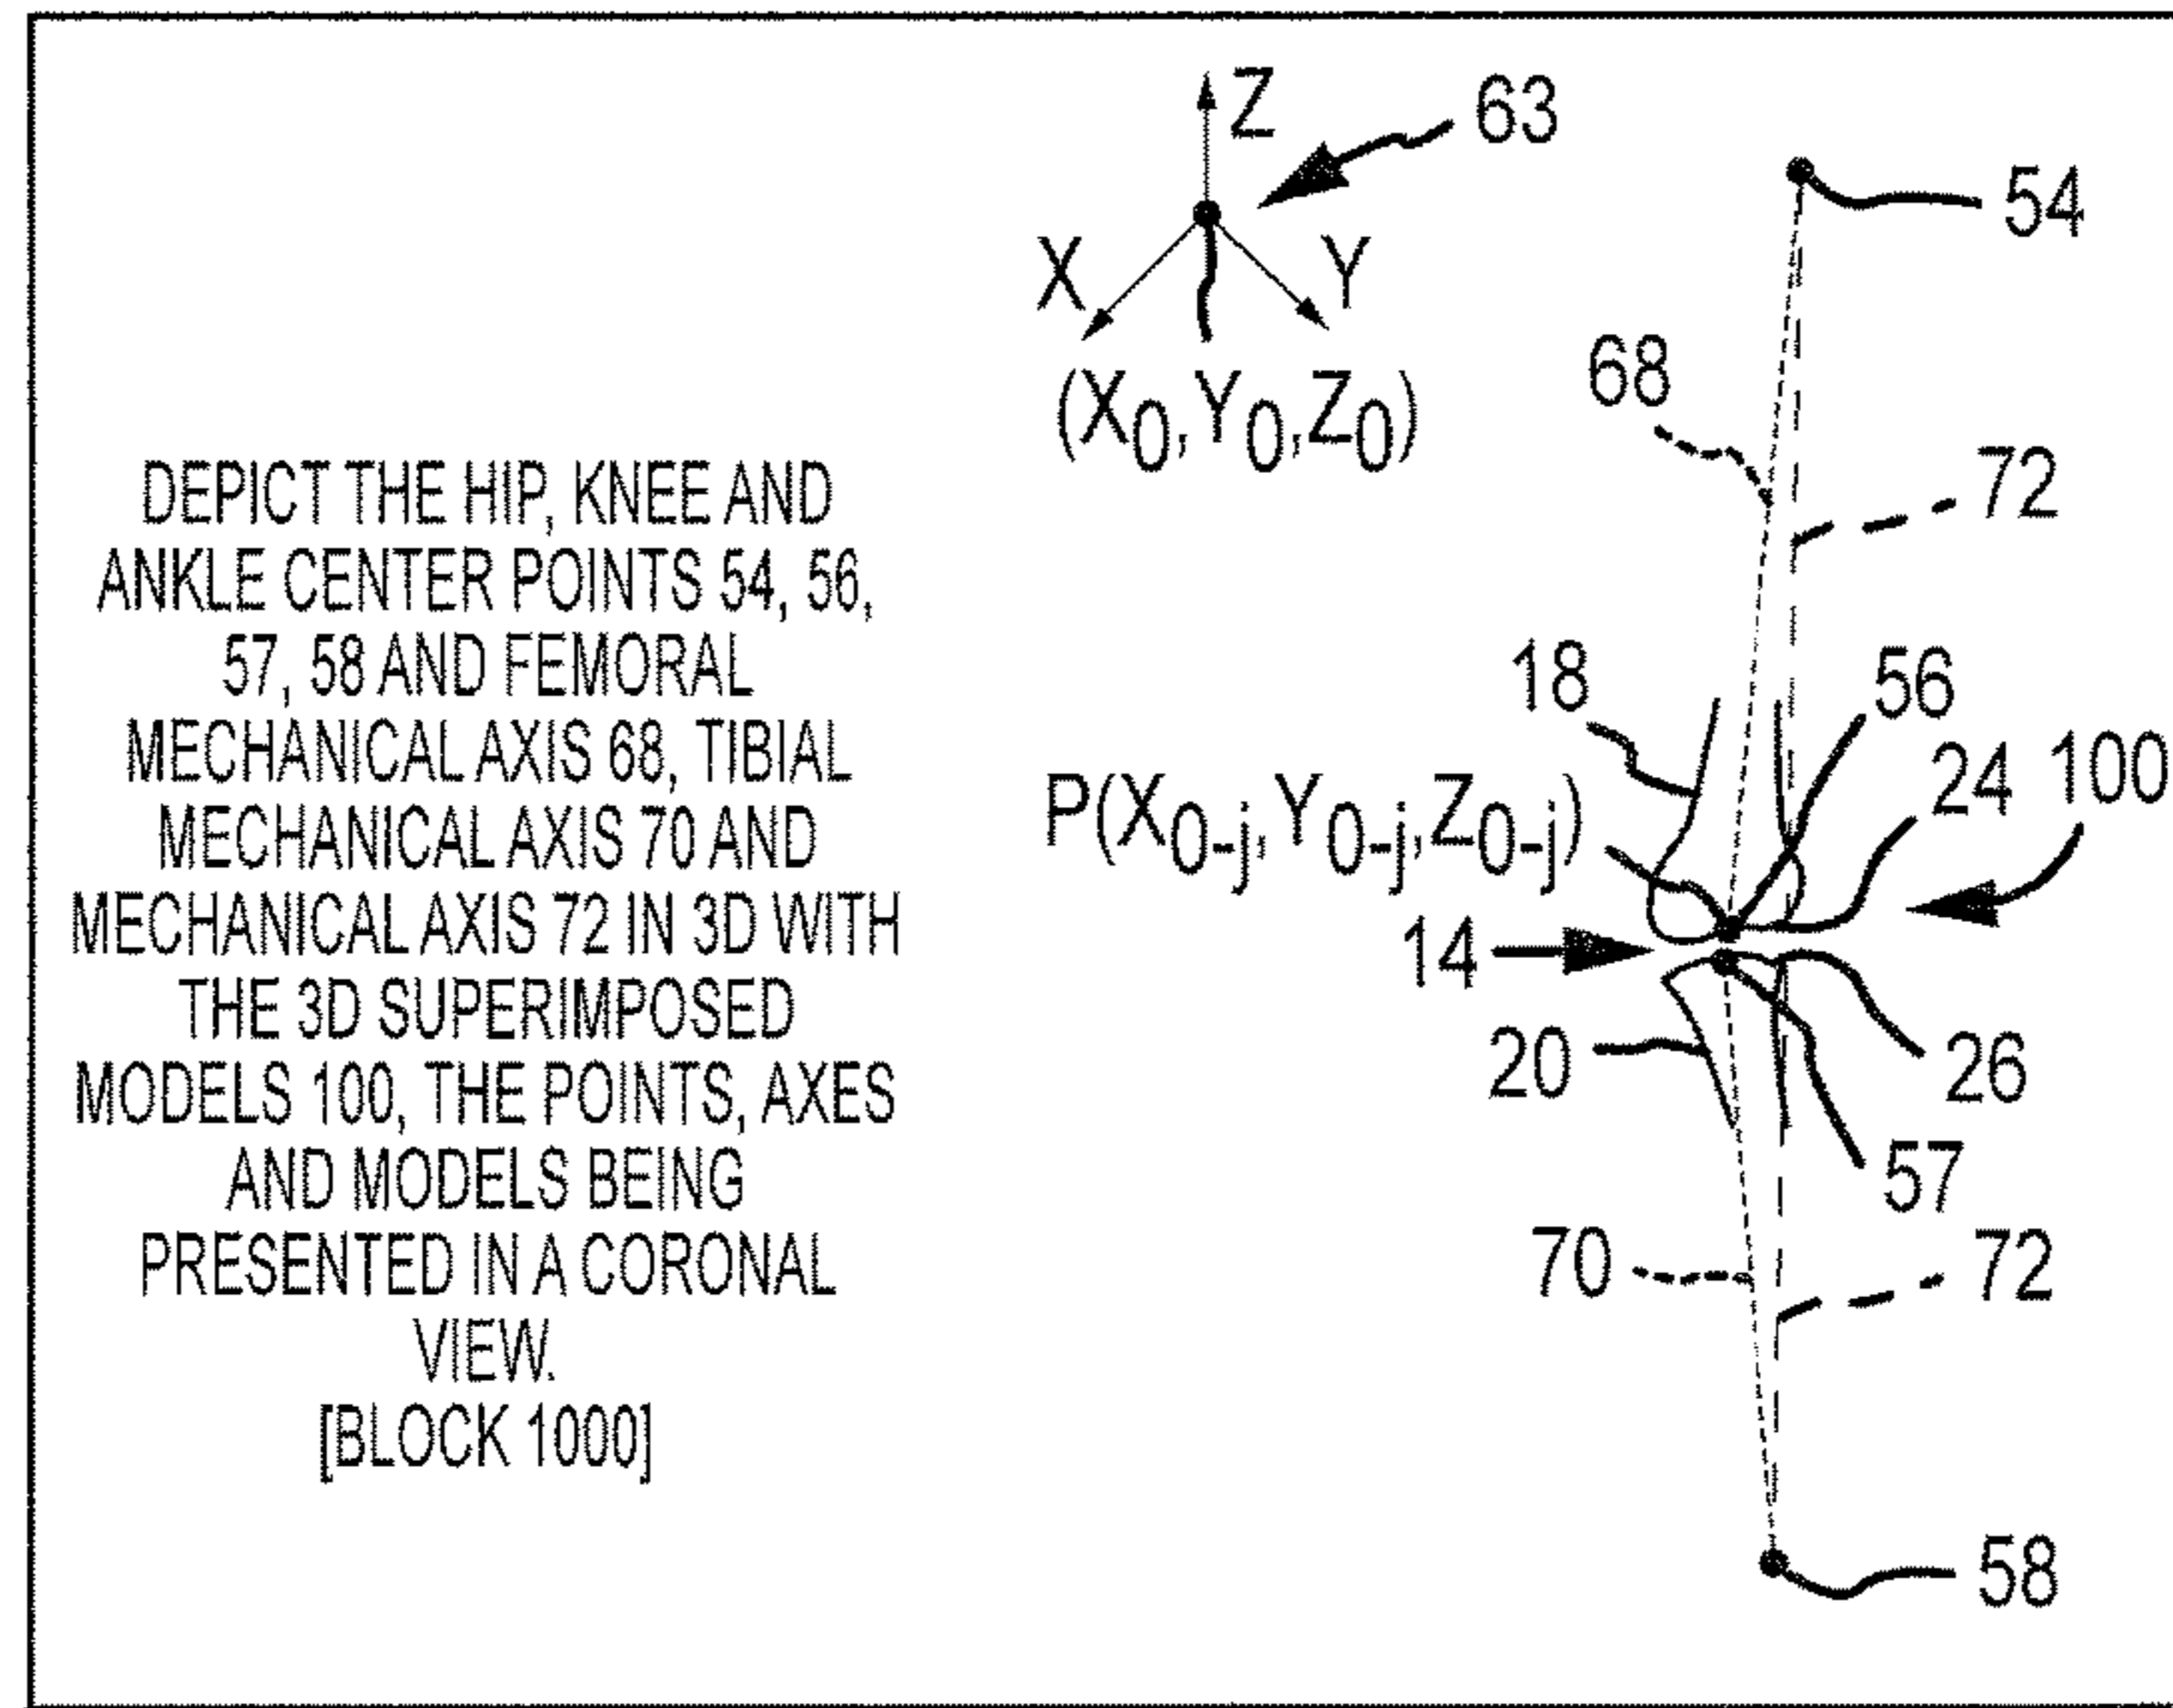 DEPICT THE HIP, KNEE AND
ANKLE CENTER POINTS 54, 56,
57, 58 AND FEMORAL
MECHANICAL AXIS 68, TIBIAL
MECHANICAL AXIS 70 AND
MECHANICAL AXIS 72 IN 3D WITH
THE 3D SUPERIMPOSED
MODELS 100, THE POINTS, AXES
AND MODELS BEING
PRESENTED IN A CORONAL
VIEW.
[BLOCK 1000]
Z
63
54
X
Y
(X0,Y0,Z0)
68
72
18
56
24
100
P(X0-j,Y0-j,Z0-j)
14
20
26
57
70
72
58